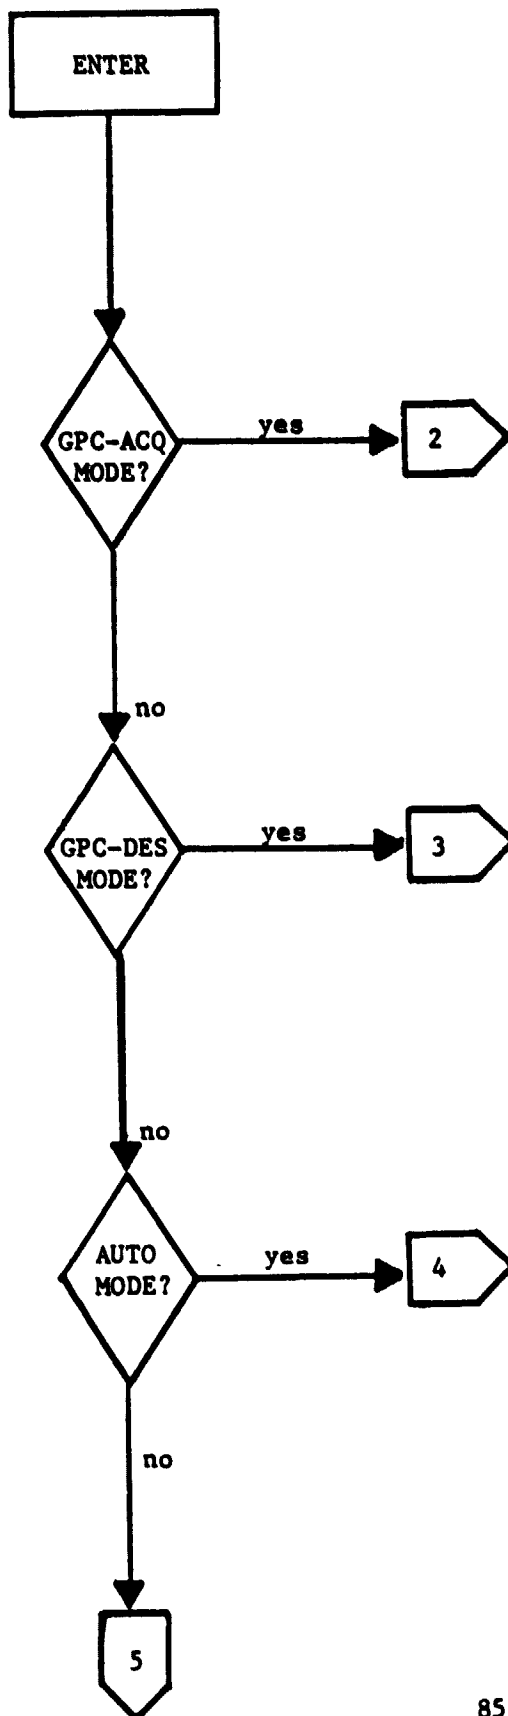 ENTER
GPC-ACQ
MODE?
yes
2
no
GPC-DES
MODE?
yes
3
no
AUTO
MODE?
yes
4
no
5
85